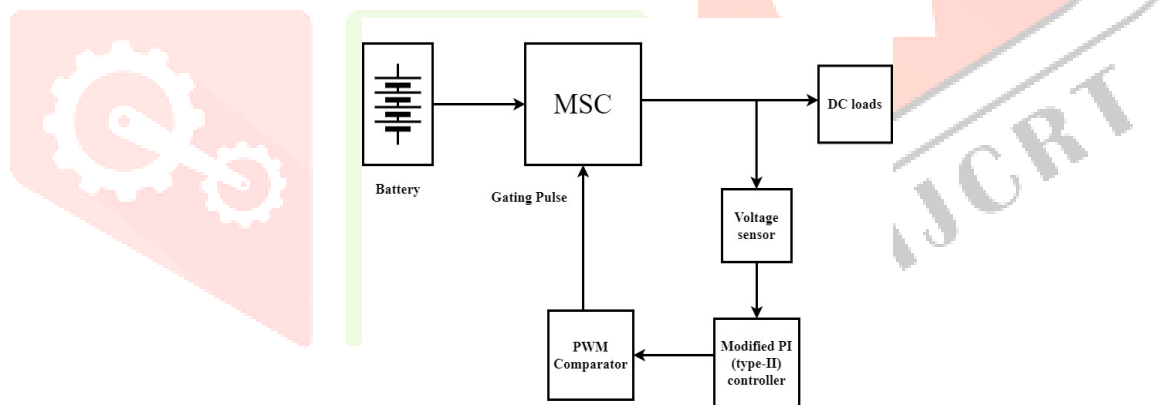 MSC
DC loads
Battery
Gating Pulse
Voltage
sensor
PWM
Comparator
Modified PI
(type-II)
controller
IJCRT